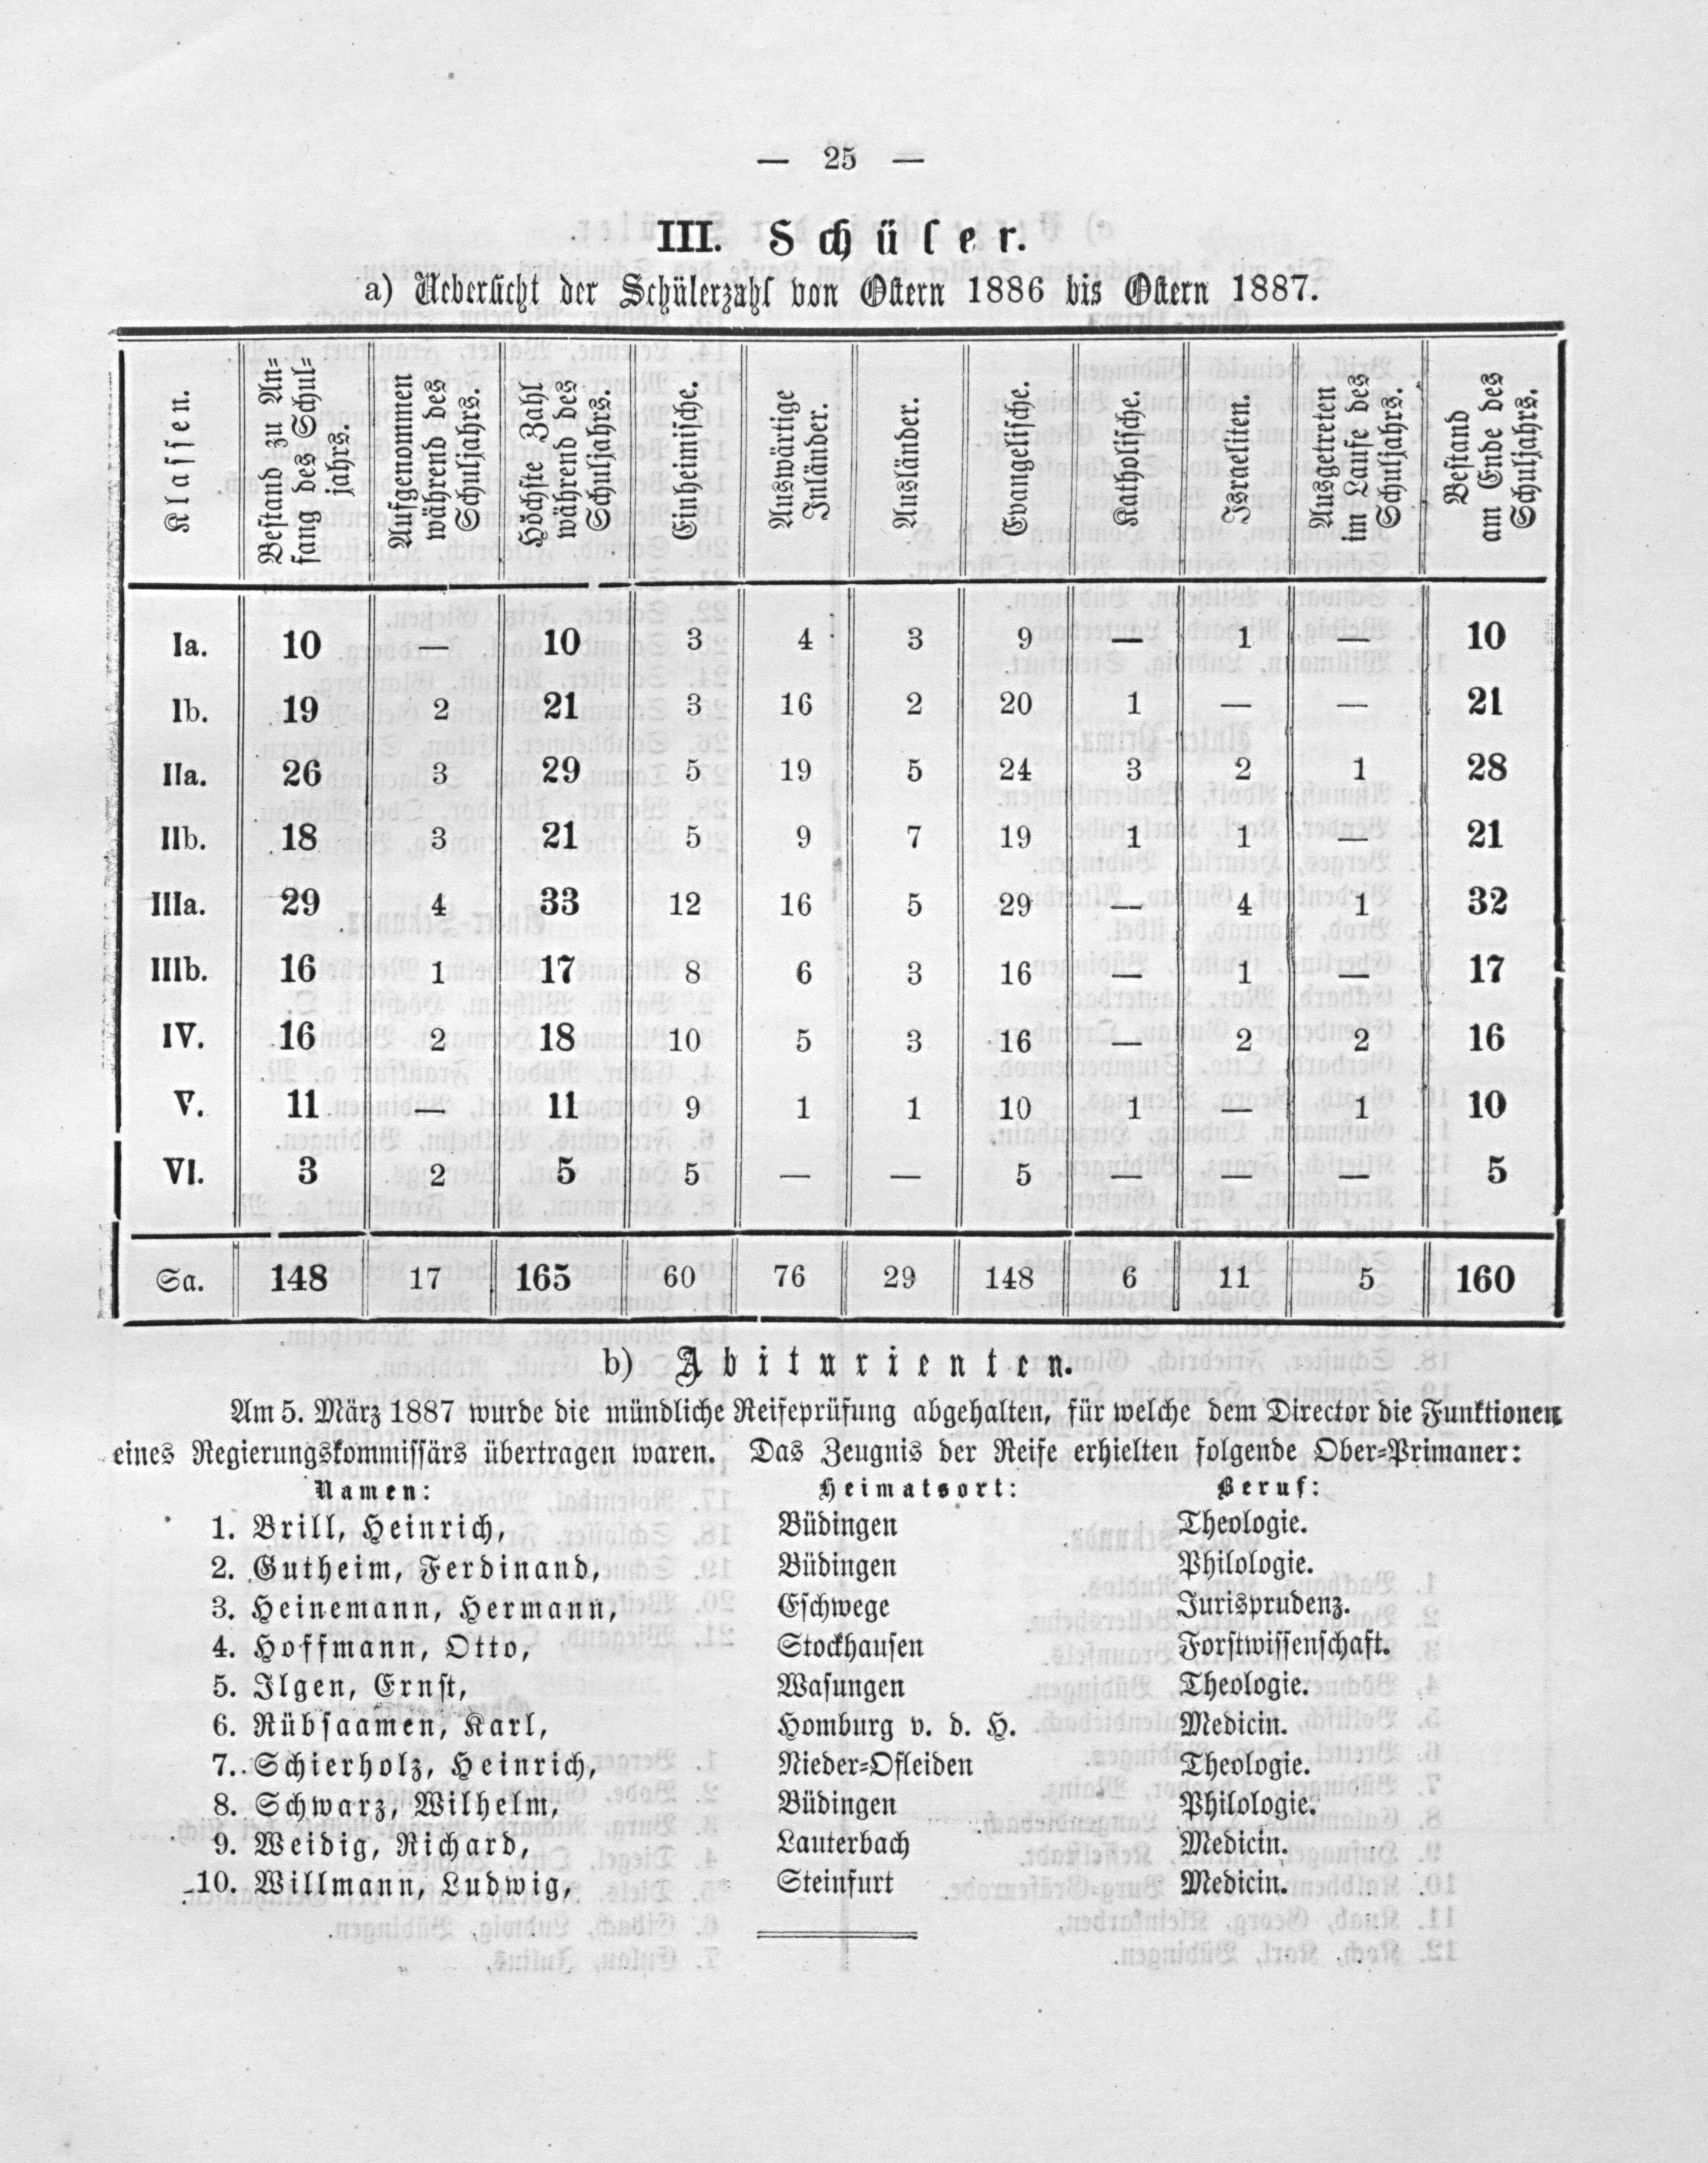 — 25 —
III. Schüler.
a) Uebersicht der Schülerzahl von Ostern 1886 bis Ostern 1887.
Klassen.
Bestand zu An-
fang des Schul-
jahrs.
Aufgenommen
während des
Schuljahrs.
Höchste Zahl
während des
Schuljahrs.
Einheimische.
Auswärtige
Inländer.
Ausländer.
Evangelische.
Katholische.
Israeliten.
Ausgetreten
im Laufe des
Schuljahrs.
Bestand
am Ende des
Schuljahrs.
Ia. 10 — 10 3 4 3 9 — 1 — 10
Ib. 19 2 21 3 16 2 20 1 — — 21
IIa. 26 3 29 5 19 5 24 3 2 1 28
IIb. 18 3 21 5 9 7 19 1 1 — 21
IIIa. 29 4 33 12 16 5 29 — 4 1 32
IIIb. 16 1 17 8 6 3 16 — 1 — 17
IV. 16 2 18 10 5 3 16 — 2 2 16
V. 11 — 11 9 1 1 10 1 — 1 10
VI. 3 2 5 5 — — 5 — — — 5
Sa. 148 17 165 60 76 29 148 6 11 5 160
b) Abiturienten.
Am 5. März 1887 wurde die mündliche Reifeprüfung abgehalten, für welche dem Director die Funktionen
eines Regierungskommissärs übertragen waren. Das Zeugnis der Reife erhielten folgende Ober-Primaner:
Namen: Heimatsort: Beruf:
1. Brill, Heinrich, Büdingen Theologie.
2. Gutheim, Ferdinand, Büdingen Philologie.
3. Heinemann, Hermann, Eschwege Jurisprudenz.
4. Hoffmann, Otto, Stockhausen Forstwissenschaft.
5. Ilgen, Ernst, Wasungen Theologie.
6. Rübsaamen, Karl, Homburg v. d. H. Medicin.
7. Schierholz, Heinrich, Nieder-Ofleiden Theologie.
8. Schwarz, Wilhelm, Büdingen Philologie.
9. Weidig, Richard, Lauterbach Medicin.
10. Willmann, Ludwig, Steinfurt Medicin.